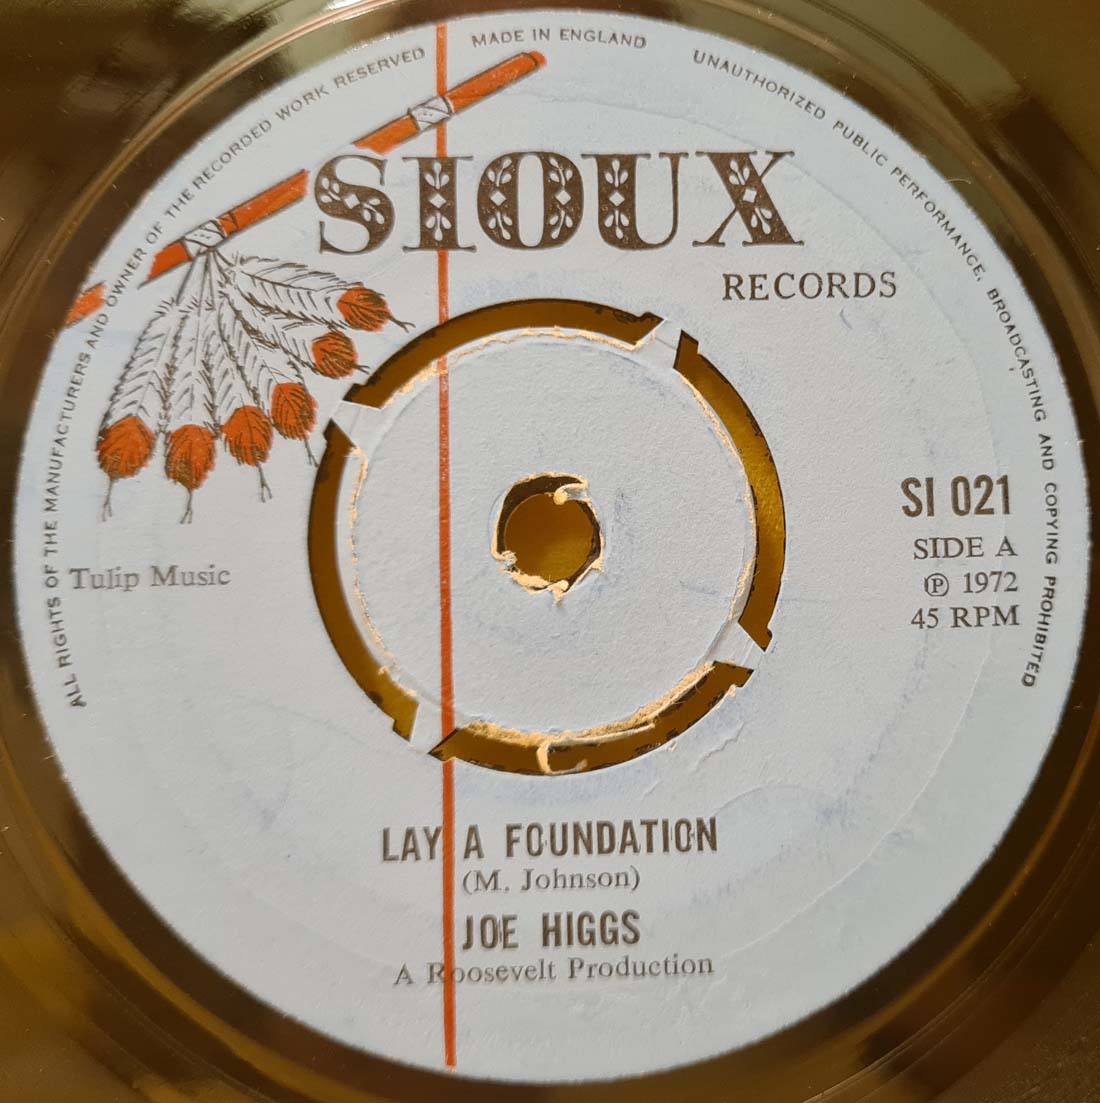 ALL RIGHTS OF THE MANUFACTURERS AND OWNER OF THE RECORDED WORK RESERVED
MADE IN ENGLAND
UNAUTHORIZED PUBLIC PERFORMANCE, BROADCASTING AND COPYING PROHIBITED
SIOUX
RECORDS
SI 021
SIDE A
℗ 1972
45 RPM
Tulip Music
LAY A FOUNDATION
(M. Johnson)
JOE HIGGS
A Roosevelt Production